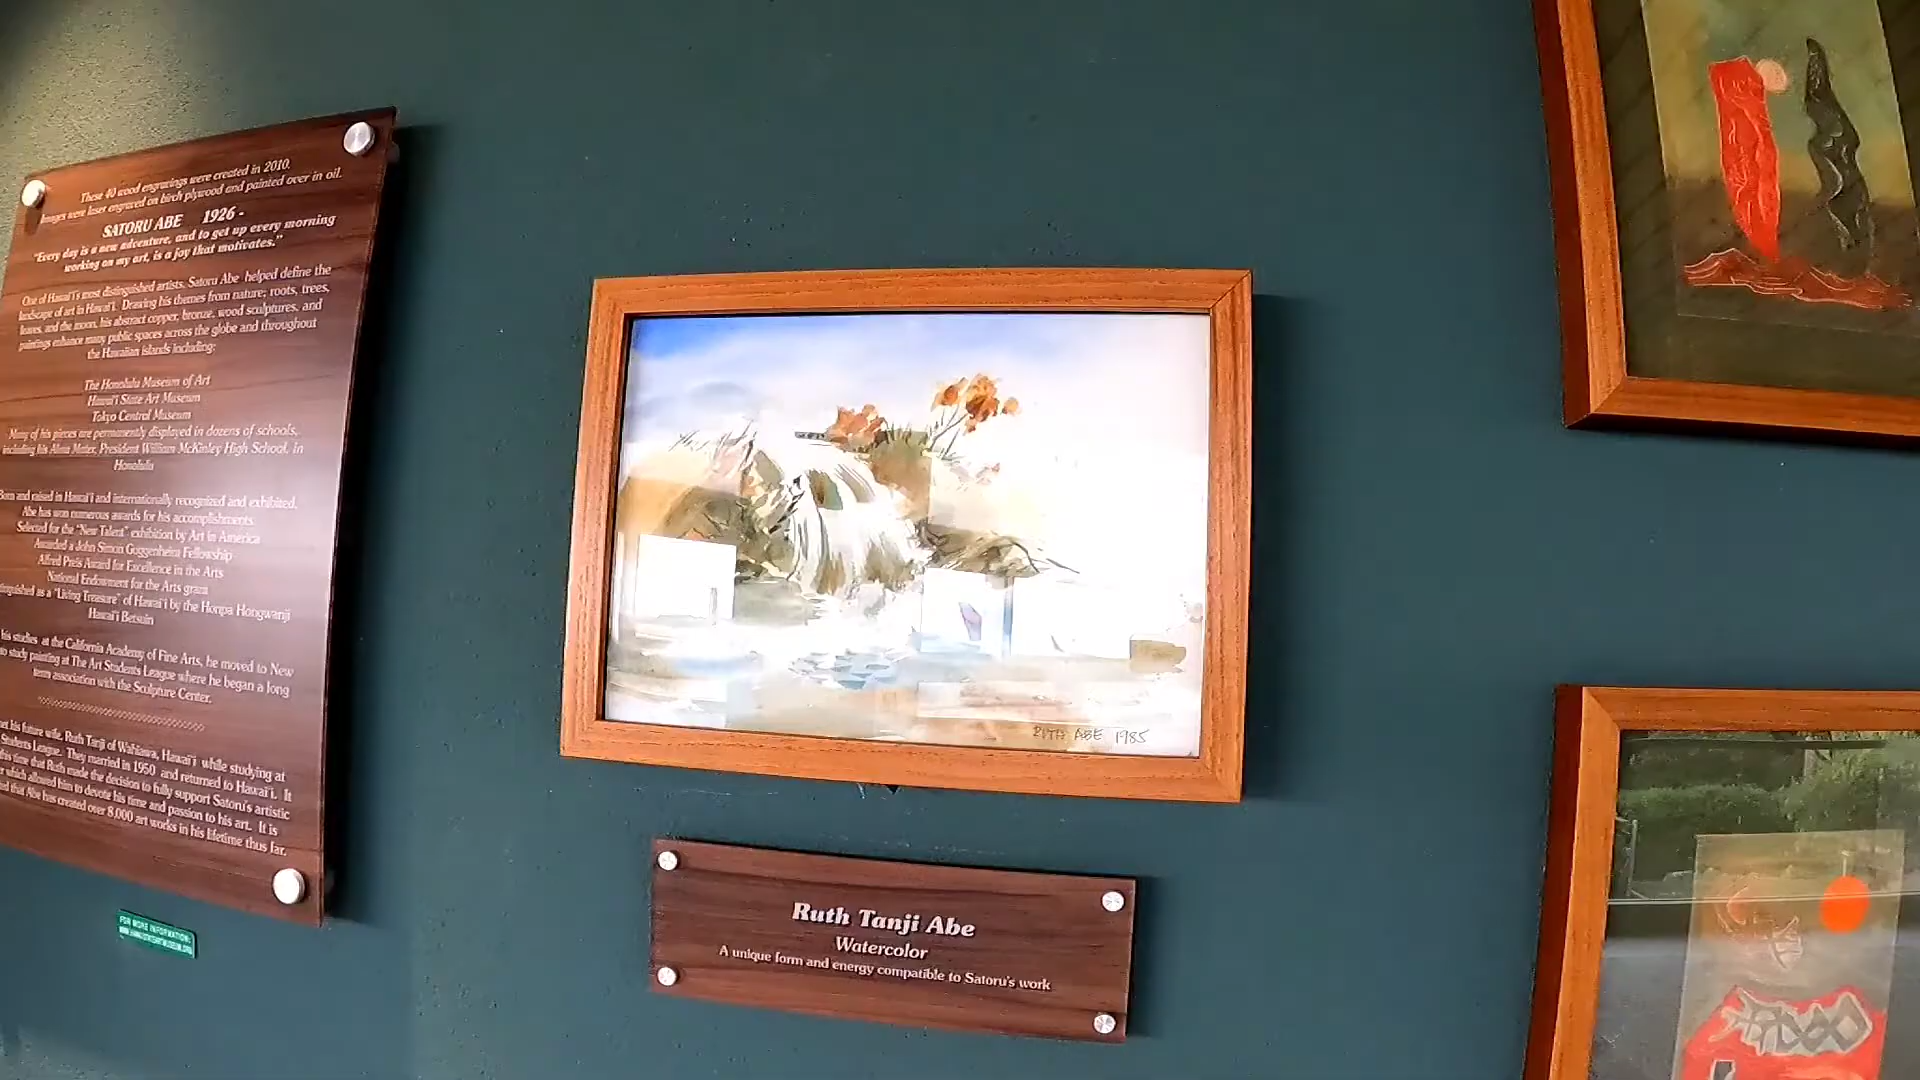 These 40 wood engravings were created in 2010.
Images were laser engraved on birch plywood and painted over in oil.
SATORU ABE 1926 -
"Every day is a new adventure, and to get up every morning
working on my art, is a joy that motivates."
One of Hawai'i's most distinguished artists, Satoru Abe helped define the
landscape of art in Hawai'i. Drawing his themes from nature; roots, trees,
leaves, and the moon, his abstract copper, bronze, wood sculptures, and
paintings enhance many public spaces across the globe and throughout
the Hawaiian islands including:
The Honolulu Museum of Art
Hawai'i State Art Museum
Tokyo Central Museum
Many of his pieces are permanently displayed in dozens of schools,
including his Alma Mater, President William McKinley High School, in
Honolulu
Born and raised in Hawai'i and internationally recognized and exhibited,
Abe has won numerous awards for his accomplishments.
Selected for the "New Talent" exhibition by Art in America
Awarded a John Simon Guggenheim Fellowship
Alfred Preis Award for Excellence in the Arts
National Endowment for the Arts grant
as a "Living Treasure" of Hawai'i by the Honpa Hongwanji
Hawai'i Betsuin
his studies at the California Academy of Fine Arts, he moved to New
to study painting at The Art Students League where he began a long
term association with the Sculpture Center.
his future wife, Ruth Tanji of Wahiawa, Hawai'i while studying at
Students League. They married in 1950 and returned to Hawai'i. It
this time that Ruth made the decision to fully support Satoru's artistic
which allowed him to devote his time and passion to his art. It is
that Abe has created over 8,000 art works in his lifetime thus far.
FOR MORE INFORMATION:
RUTH ABE 1985
Ruth Tanji Abe
Watercolor
A unique form and energy compatible to Satoru's work